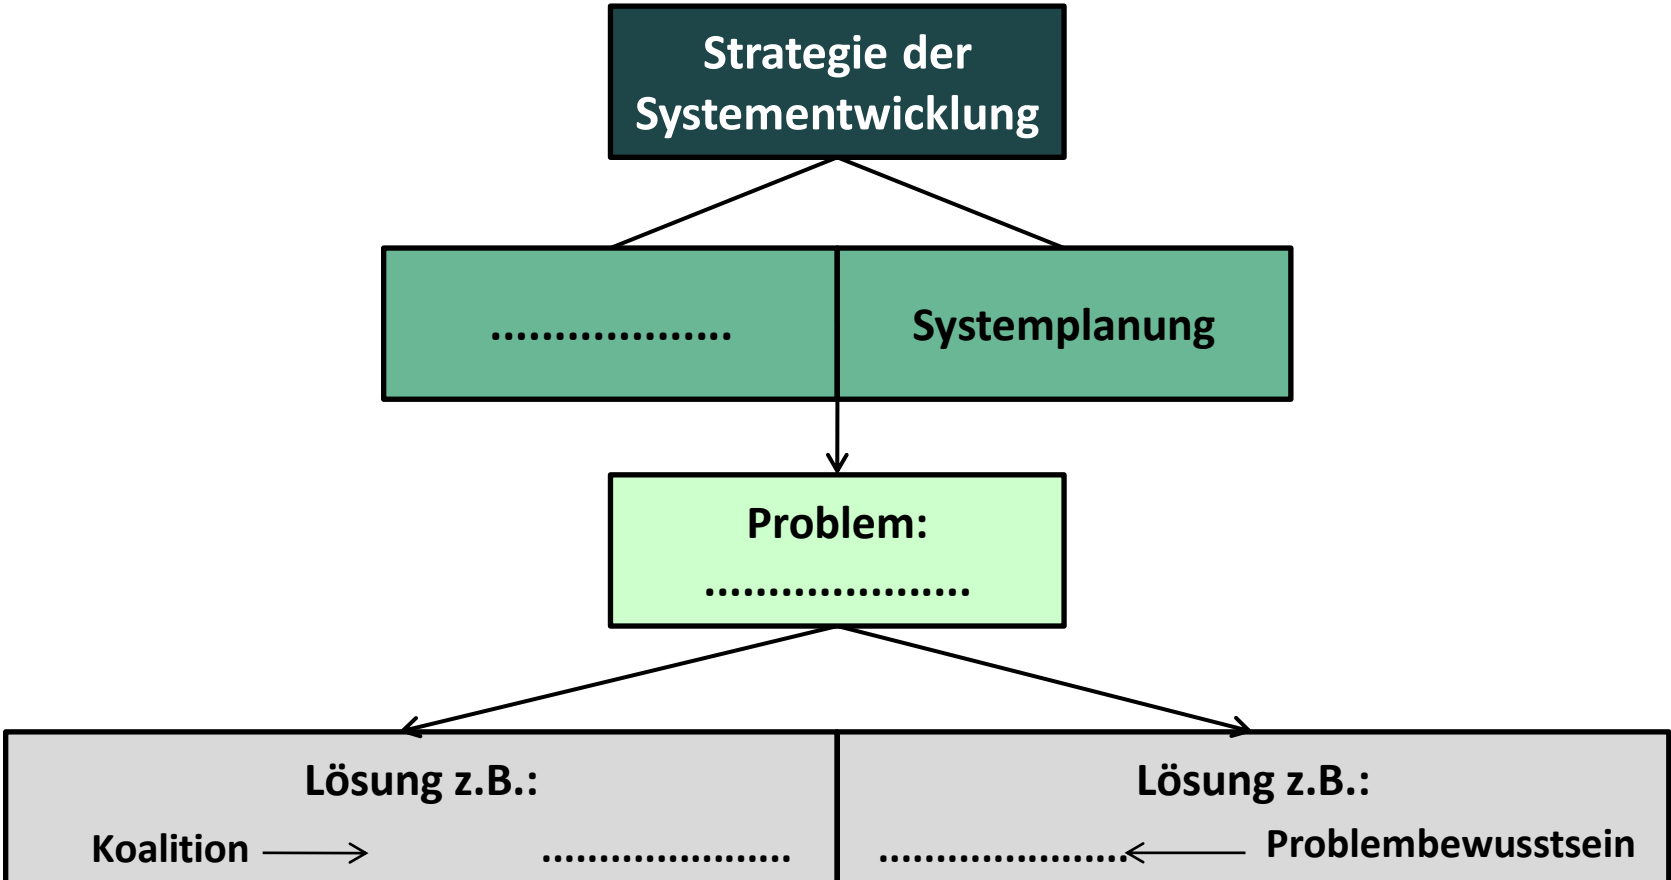 Strategie der
Systementwicklung
...................
Systemplanung
Problem:
.....................
Lösung z.B.:
Koalition → .....................
Lösung z.B.:
..................... ← Problembewusstsein